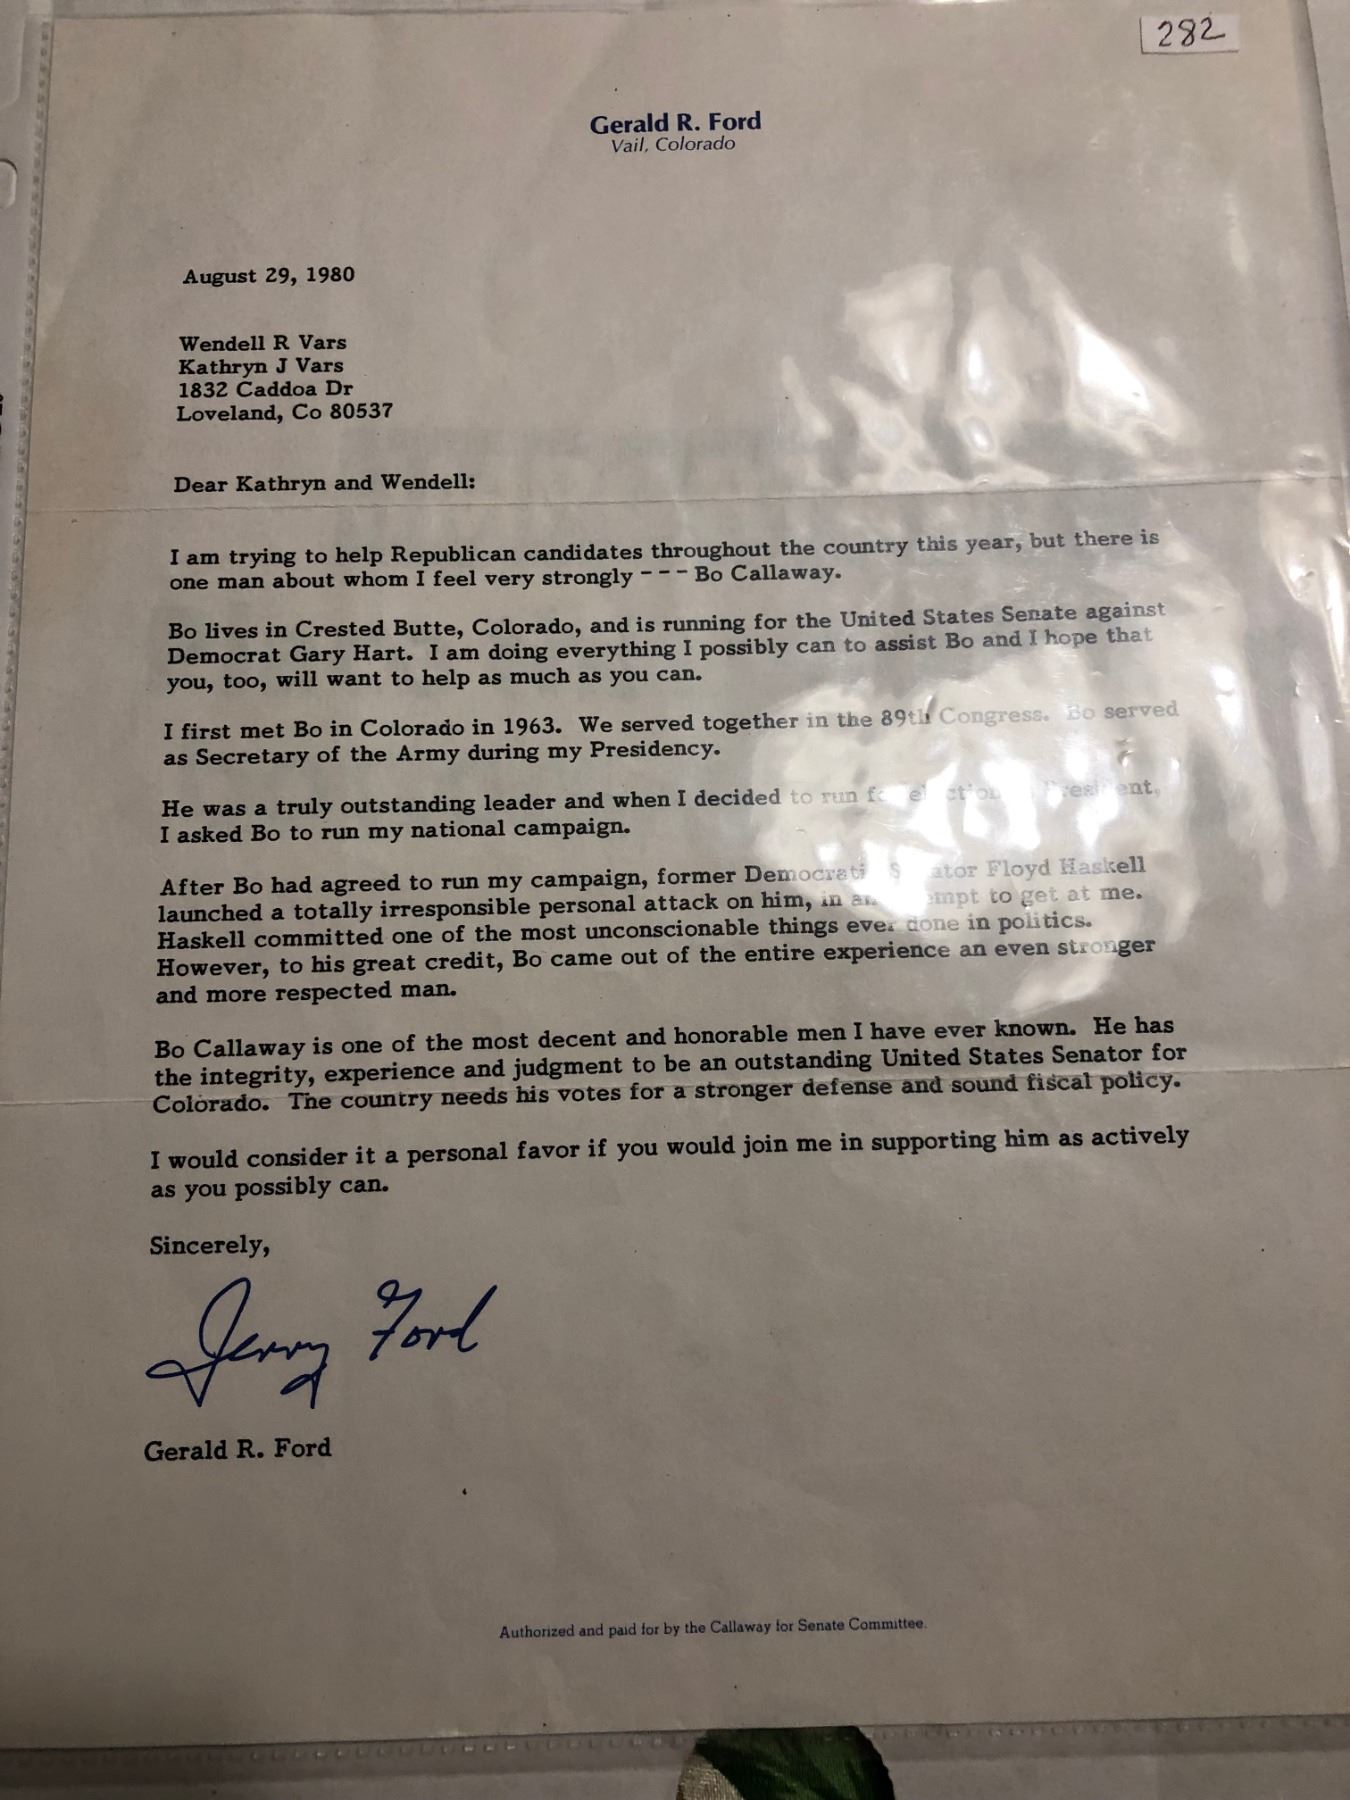 282
Gerald R. Ford
Vail, Colorado
August 29, 1980
Wendell R Vars
Kathryn J Vars
1832 Caddoa Dr
Loveland, Co 80537
Dear Kathryn and Wendell:
I am trying to help Republican candidates throughout the country this year, but there is
one man about whom I feel very strongly - - - Bo Callaway.
Bo lives in Crested Butte, Colorado, and is running for the United States Senate against
Democrat Gary Hart. I am doing everything I possibly can to assist Bo and I hope that
you, too, will want to help as much as you can.
I first met Bo in Colorado in 1963. We served together in the 89th Congress. Bo served
as Secretary of the Army during my Presidency.
He was a truly outstanding leader and when I decided to run
I asked Bo to run my national campaign.
After Bo had agreed to run my campaign, former Democratic Senator Floyd Haskell
launched a totally irresponsible personal attack on him, in an attempt to get at me.
Haskell committed one of the most unconscionable things ever done in politics.
However, to his great credit, Bo came out of the entire experience an even stronger
and more respected man.
Bo Callaway is one of the most decent and honorable men I have ever known. He has
the integrity, experience and judgment to be an outstanding United States Senator for
Colorado. The country needs his votes for a stronger defense and sound fiscal policy.
I would consider it a personal favor if you would join me in supporting him as actively
as you possibly can.
Sincerely,
Jerry Ford
Gerald R. Ford
Authorized and paid for by the Callaway for Senate Committee.